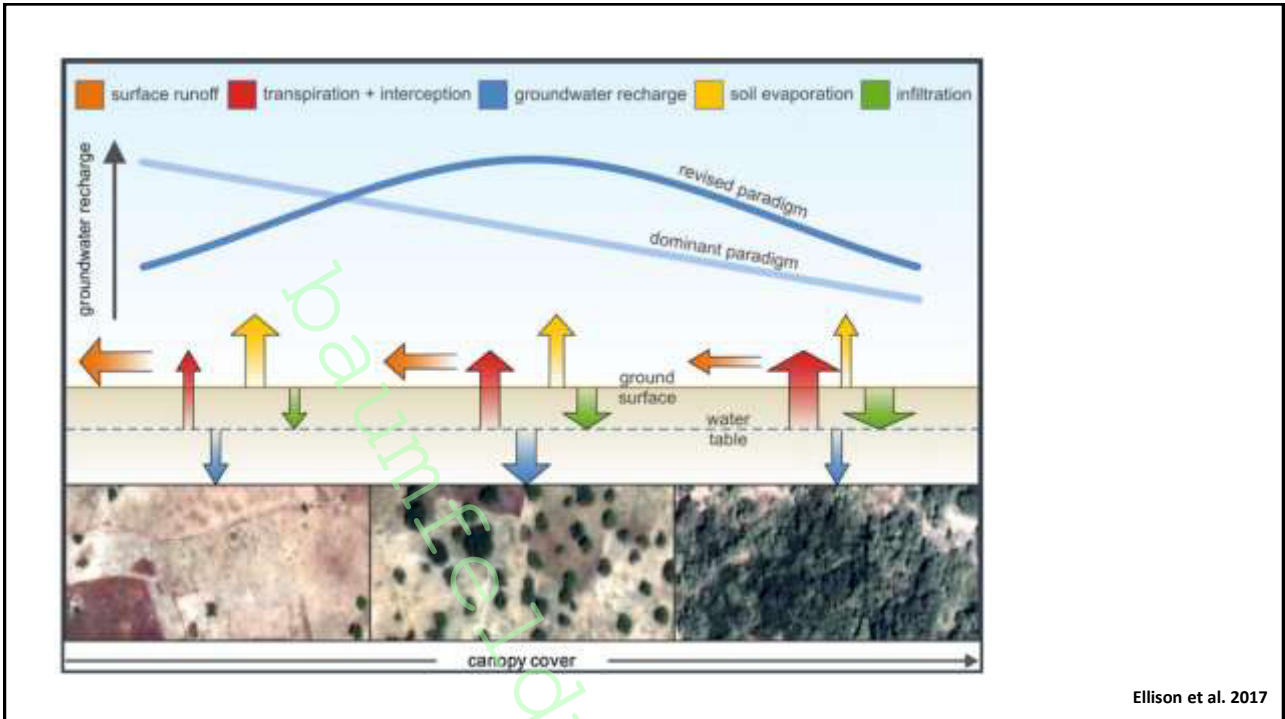 surface runoff transpiration + interception groundwater recharge soil evaporation infiltration
groundwater recharge
revised paradigm
dominant paradigm
ground
surface
water
table
canopy cover
Ellison et al. 2017